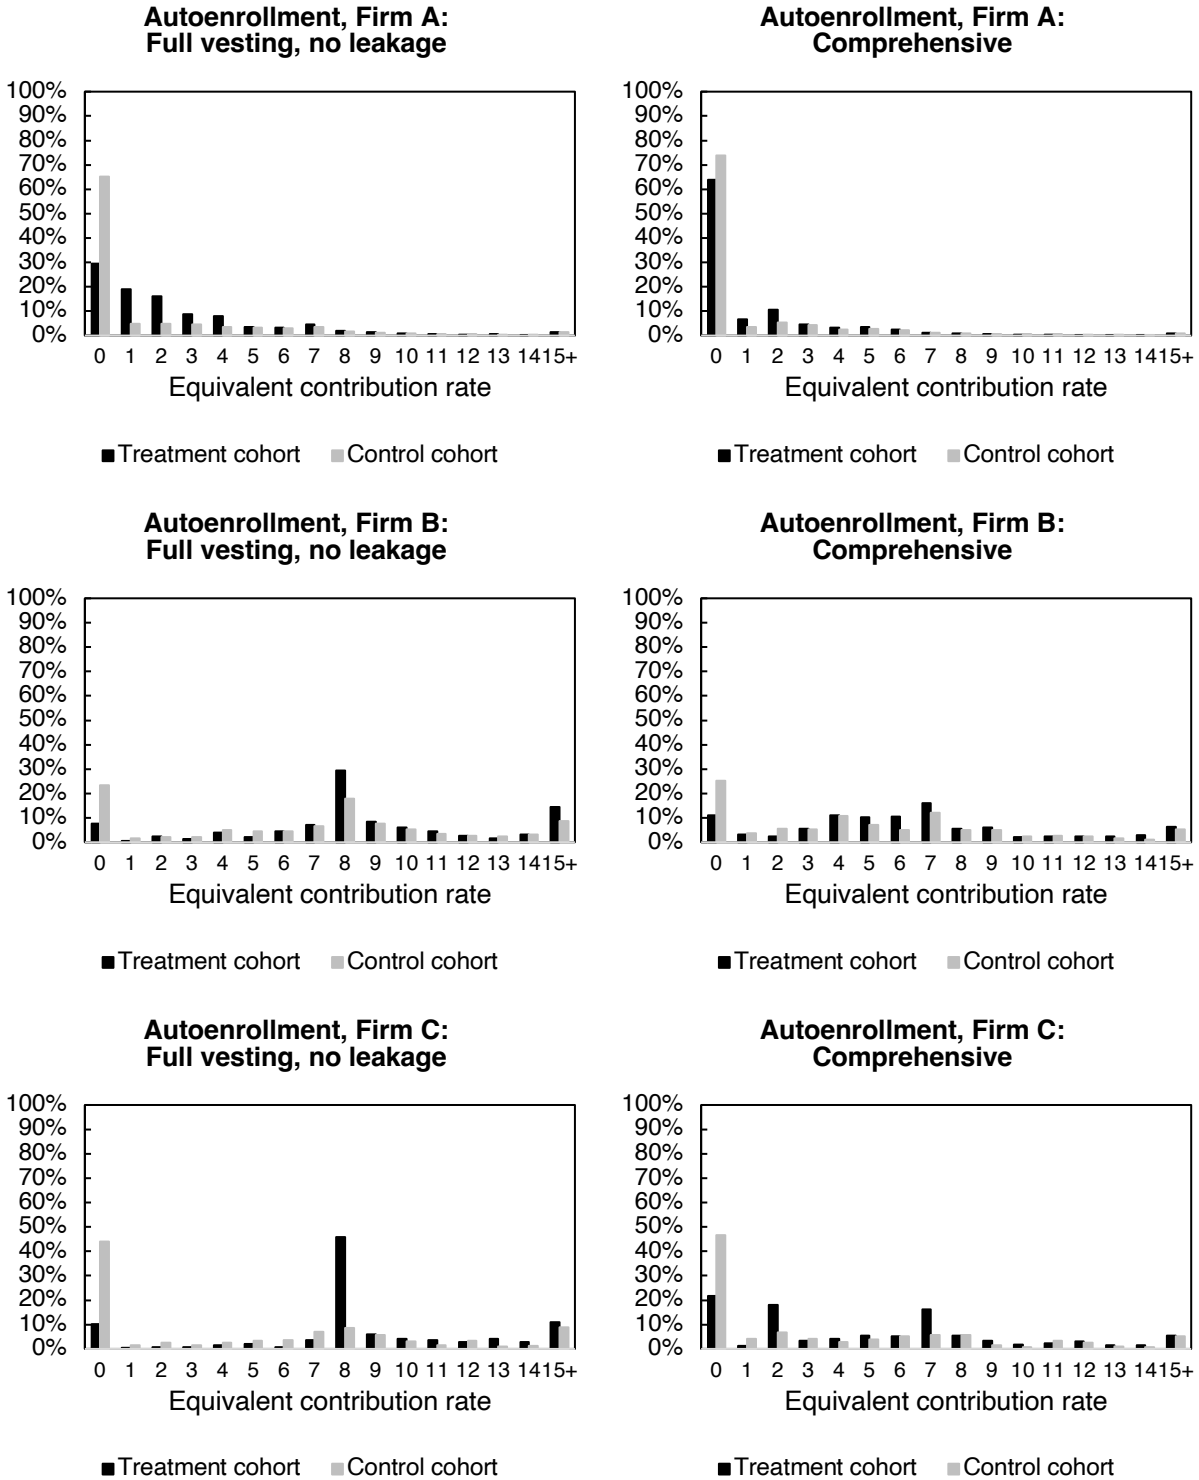 Autoenrollment, Firm A:
Full vesting, no leakage
100%
90%
80%
70%
60%
50%
40%
30%
20%
10%
0%
0 1 2 3 4 5 6 7 8 9 10 11 12 13 14 15+
Equivalent contribution rate
Treatment cohort Control cohort
Autoenrollment, Firm A:
Comprehensive
100%
90%
80%
70%
60%
50%
40%
30%
20%
10%
0%
0 1 2 3 4 5 6 7 8 9 10 11 12 13 14 15+
Equivalent contribution rate
Treatment cohort Control cohort
Autoenrollment, Firm B:
Full vesting, no leakage
100%
90%
80%
70%
60%
50%
40%
30%
20%
10%
0%
0 1 2 3 4 5 6 7 8 9 10 11 12 13 14 15+
Equivalent contribution rate
Treatment cohort Control cohort
Autoenrollment, Firm B:
Comprehensive
100%
90%
80%
70%
60%
50%
40%
30%
20%
10%
0%
0 1 2 3 4 5 6 7 8 9 10 11 12 13 14 15+
Equivalent contribution rate
Treatment cohort Control cohort
Autoenrollment, Firm C:
Full vesting, no leakage
100%
90%
80%
70%
60%
50%
40%
30%
20%
10%
0%
0 1 2 3 4 5 6 7 8 9 10 11 12 13 14 15+
Equivalent contribution rate
Treatment cohort Control cohort
Autoenrollment, Firm C:
Comprehensive
100%
90%
80%
70%
60%
50%
40%
30%
20%
10%
0%
0 1 2 3 4 5 6 7 8 9 10 11 12 13 14 15+
Equivalent contribution rate
Treatment cohort Control cohort